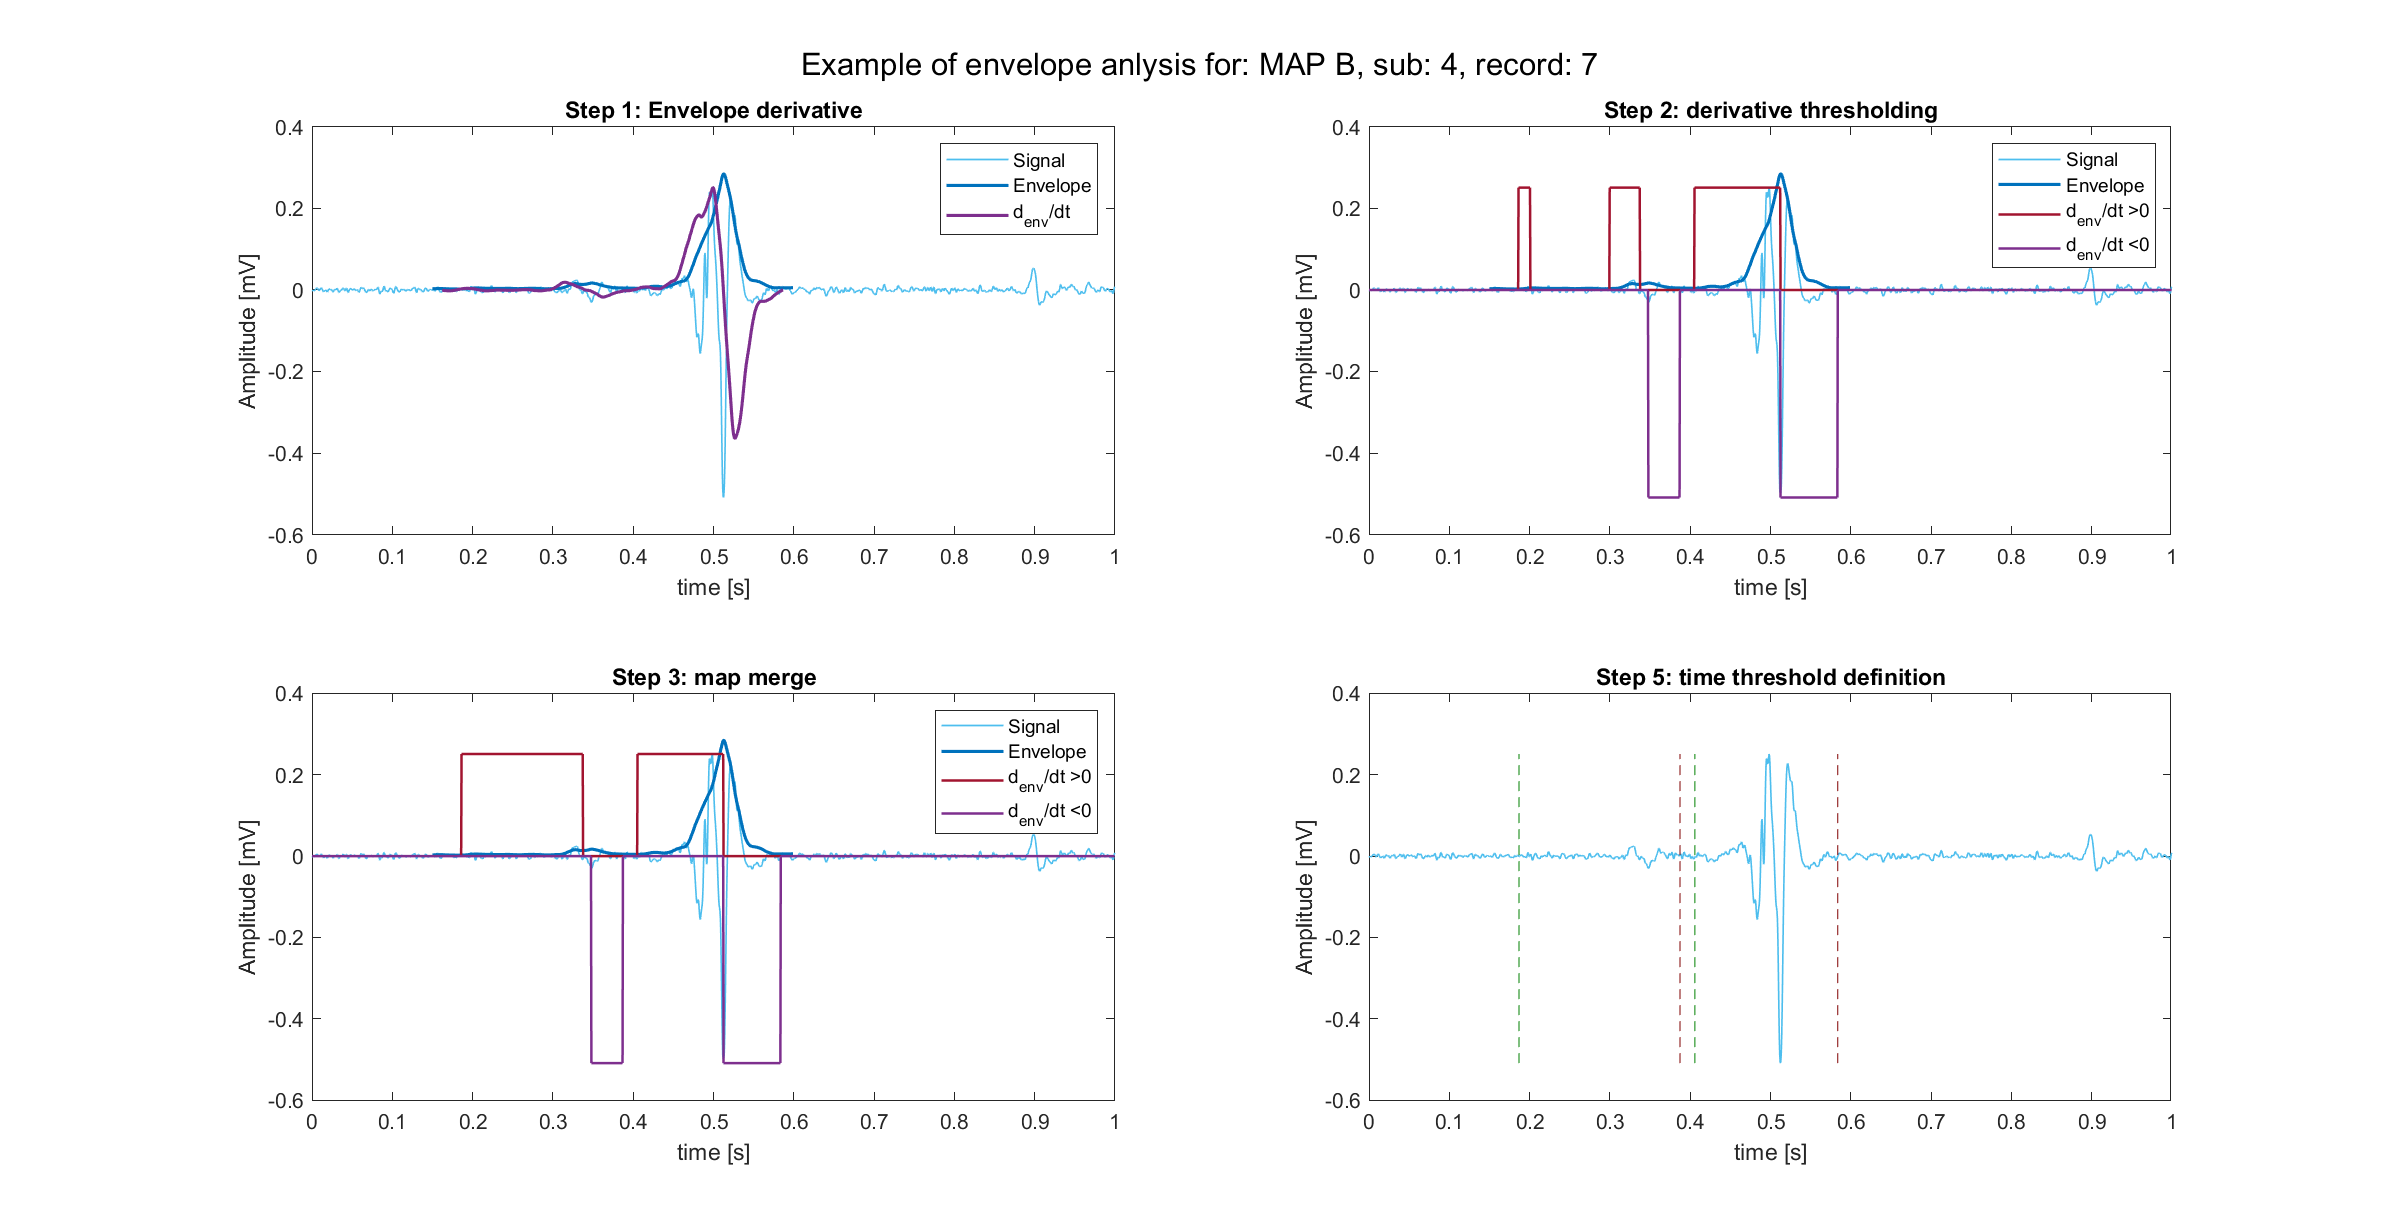 Example of envelope anlysis for: MAP B, sub: 4, record: 7
Step 1: Envelope derivative
0.4
0.2
0
-0.2
-0.4
-0.6
Amplitude [mV]
0 0.1 0.2 0.3 0.4 0.5 0.6 0.7 0.8 0.9 1
time [s]
Signal
Envelope
d_env/dt
Step 2: derivative thresholding
0.4
0.2
0
-0.2
-0.4
-0.6
Amplitude [mV]
0 0.1 0.2 0.3 0.4 0.5 0.6 0.7 0.8 0.9 1
time [s]
Signal
Envelope
d_env/dt >0
d_env/dt <0
Step 3: map merge
0.4
0.2
0
-0.2
-0.4
-0.6
Amplitude [mV]
0 0.1 0.2 0.3 0.4 0.5 0.6 0.7 0.8 0.9 1
time [s]
Signal
Envelope
d_env/dt >0
d_env/dt <0
Step 5: time threshold definition
0.4
0.2
0
-0.2
-0.4
-0.6
Amplitude [mV]
0 0.1 0.2 0.3 0.4 0.5 0.6 0.7 0.8 0.9 1
time [s]